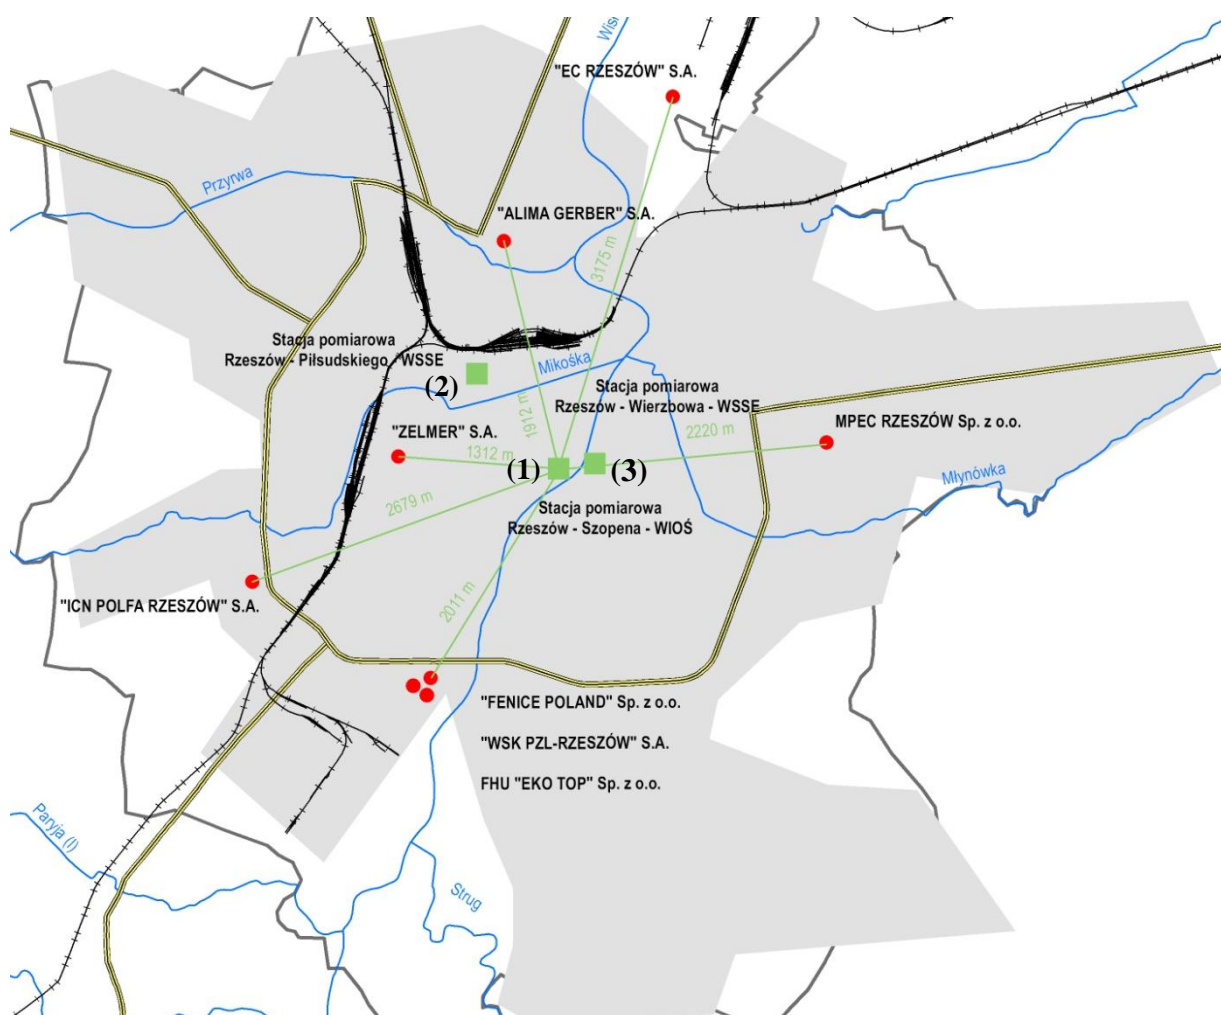 Wisł
"EC RZESZÓW" S.A.
Przyrwa
"ALIMA GERBER" S.A.
3175 m
Stacja pomiarowa
Rzeszów - Piłsudskiego - WSSE
(2)
Mikośka
Stacja pomiarowa
Rzeszów - Wierzbowa - WSSE
1912 m
"ZELMER" S.A.
1312 m
2220 m
MPEC RZESZÓW Sp. z o.o.
(1)
(3)
Młynówka
2679 m
Stacja pomiarowa
Rzeszów - Szopena - WIOŚ
"ICN POLFA RZESZÓW" S.A.
2011 m
"FENICE POLAND" Sp. z o.o.
"WSK PZL-RZESZÓW" S.A.
FHU "EKO TOP" Sp. z o.o.
Paryja (I)
Strug